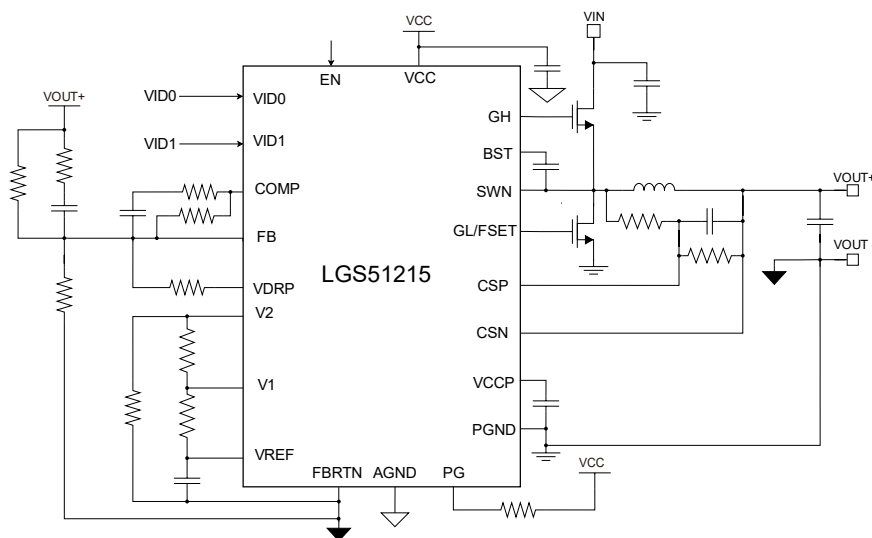 VCC
VIN
EN
VCC
VOUT+
VID0
VID0
VID1
VID1
COMP
FB
VDRP
V2
V1
VREF
FBRTN
AGND
PG
LGS51215
GH
BST
SWN
GL/FSET
CSP
CSN
VCCP
PGND
VOUT+
VOUT
VCC